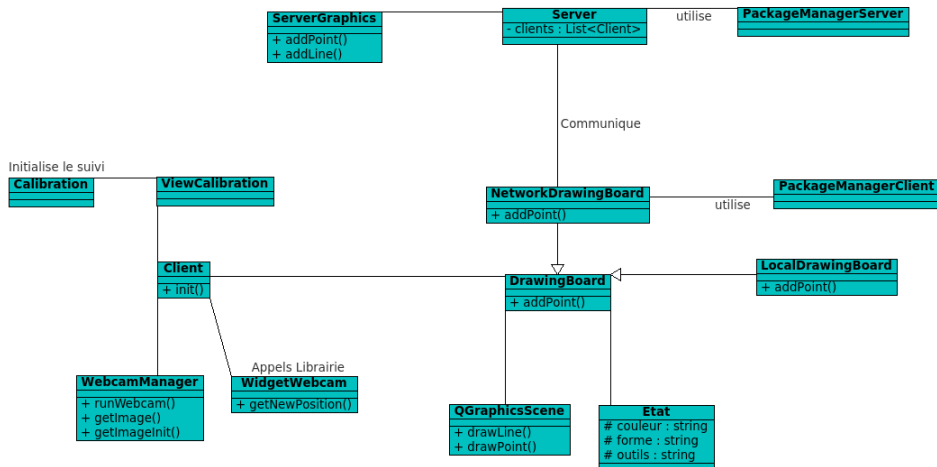 ServerGraphics
+ addPoint()
+ addLine()
Server
- clients : List<Client>
utilise
PackageManagerServer
Communique
Initialise le suivi
Calibration
ViewCalibration
NetworkDrawingBoard
+ addPoint()
utilise
PackageManagerClient
Client
+ init()
DrawingBoard
+ addPoint()
LocalDrawingBoard
+ addPoint()
WebcamManager
+ runWebcam()
+ getImage()
+ getImageInit()
Appels Librairie
WidgetWebcam
+ getNewPosition()
QGraphicsScene
+ drawLine()
+ drawPoint()
Etat
# couleur : string
# forme : string
# outils : string